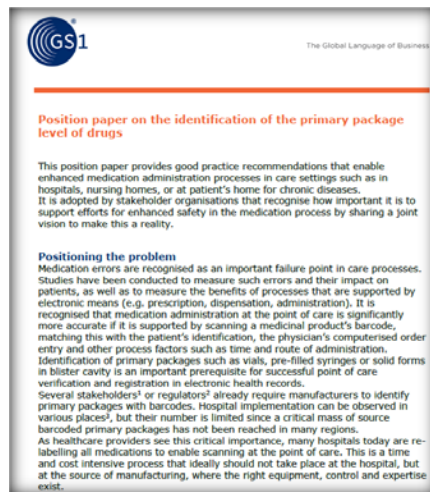 GS1
The Global Language of Business
Position paper on the identification of the primary package
level of drugs
This position paper provides good practice recommendations that enable
enhanced medication administration processes in care settings such as in
hospitals, nursing homes, or at patient's home for chronic diseases.
It is adopted by stakeholder organisations that recognise how important it is to
support efforts for enhanced safety in the medication process by sharing a joint
vision to make this a reality.
Positioning the problem
Medication errors are recognised as an important failure point in care processes.
Studies have been conducted to measure such errors and their impact on
patients, as well as to measure the benefits of processes that are supported by
electronic means (e.g. prescription, dispensation, administration). It is
recognised that medication administration at the point of care is significantly
more accurate if it is supported by scanning a medicinal product's barcode,
matching this with the patient's identification, the physician's computerised order
entry and other process factors such as time and route of administration.
Identification of primary packages such as vials, pre-filled syringes or solid forms
in blister cavity is an important prerequisite for successful point of care
verification and registration in electronic health records.
Several stakeholders¹ or regulators² already require manufacturers to identify
primary packages with barcodes. Hospital implementation can be observed in
various places³, but their number is limited since a critical mass of source
barcoded primary packages has not been reached in many regions.
As healthcare providers see this critical importance, many hospitals today are re-
labelling all medications to enable scanning at the point of care. This is a time
and cost intensive process that ideally should not take place at the hospital, but
at the source of manufacturing, where the right equipment, control and expertise
exist.